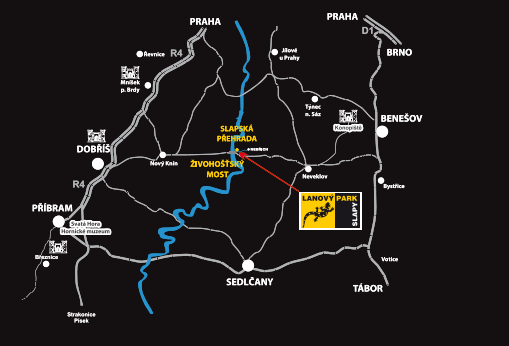 PRAHA
PRAHA
D1
BRNO
Řevnice
R4
Jílové
u Prahy
Mníšek
p. Brdy
Týnec
n. Sáz
BENEŠOV
Konopiště
SLAPSKÁ
PŘEHRADA
DOBŘÍŠ
Nový Knín
ŽIVOHOŠŤSKÝ
MOST
Neveklov
Bystřice
R4
LANOVÝ PARK
SLAPY
PŘÍBRAM
Svatá Hora
Hornické muzeum
Březnice
Votice
SEDLČANY
TÁBOR
Strakonice
Písek